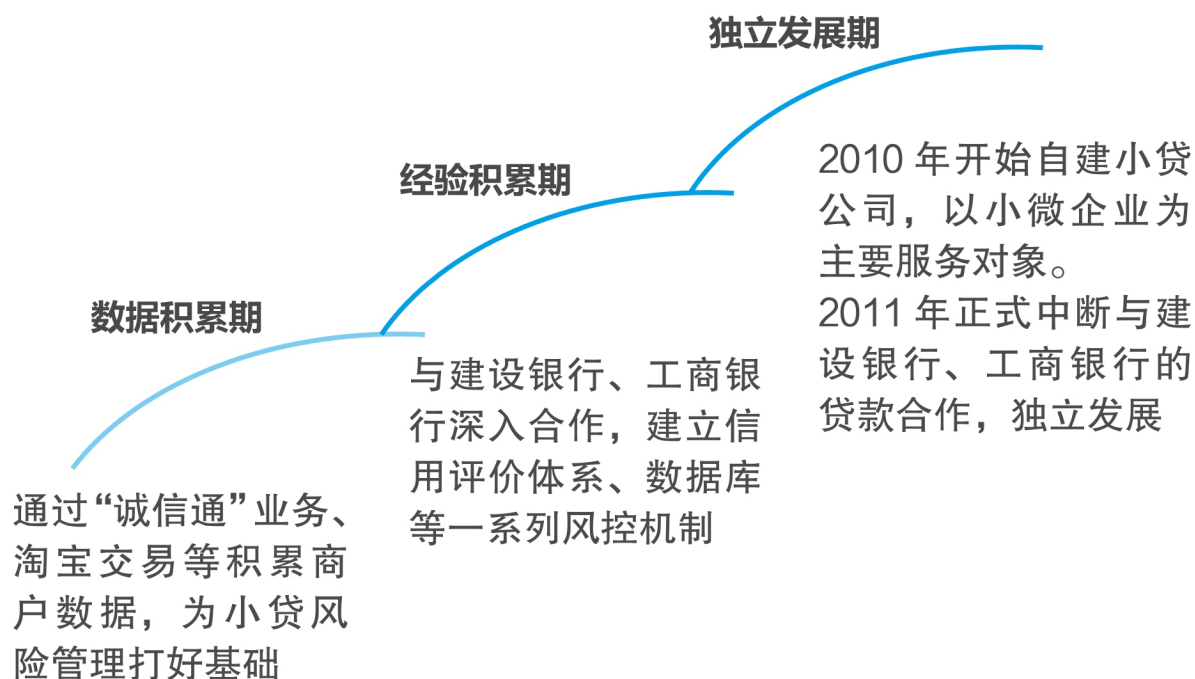 独立发展期
2010 年开始自建小贷
公司，以小微企业为
主要服务对象。
2011 年正式中断与建
设银行、工商银行的
贷款合作，独立发展
经验积累期
与建设银行、工商银
行深入合作，建立信
用评价体系、数据库
等一系列风控机制
数据积累期
通过“诚信通”业务、
淘宝交易等积累商
户数据，为小贷风
险管理打好基础